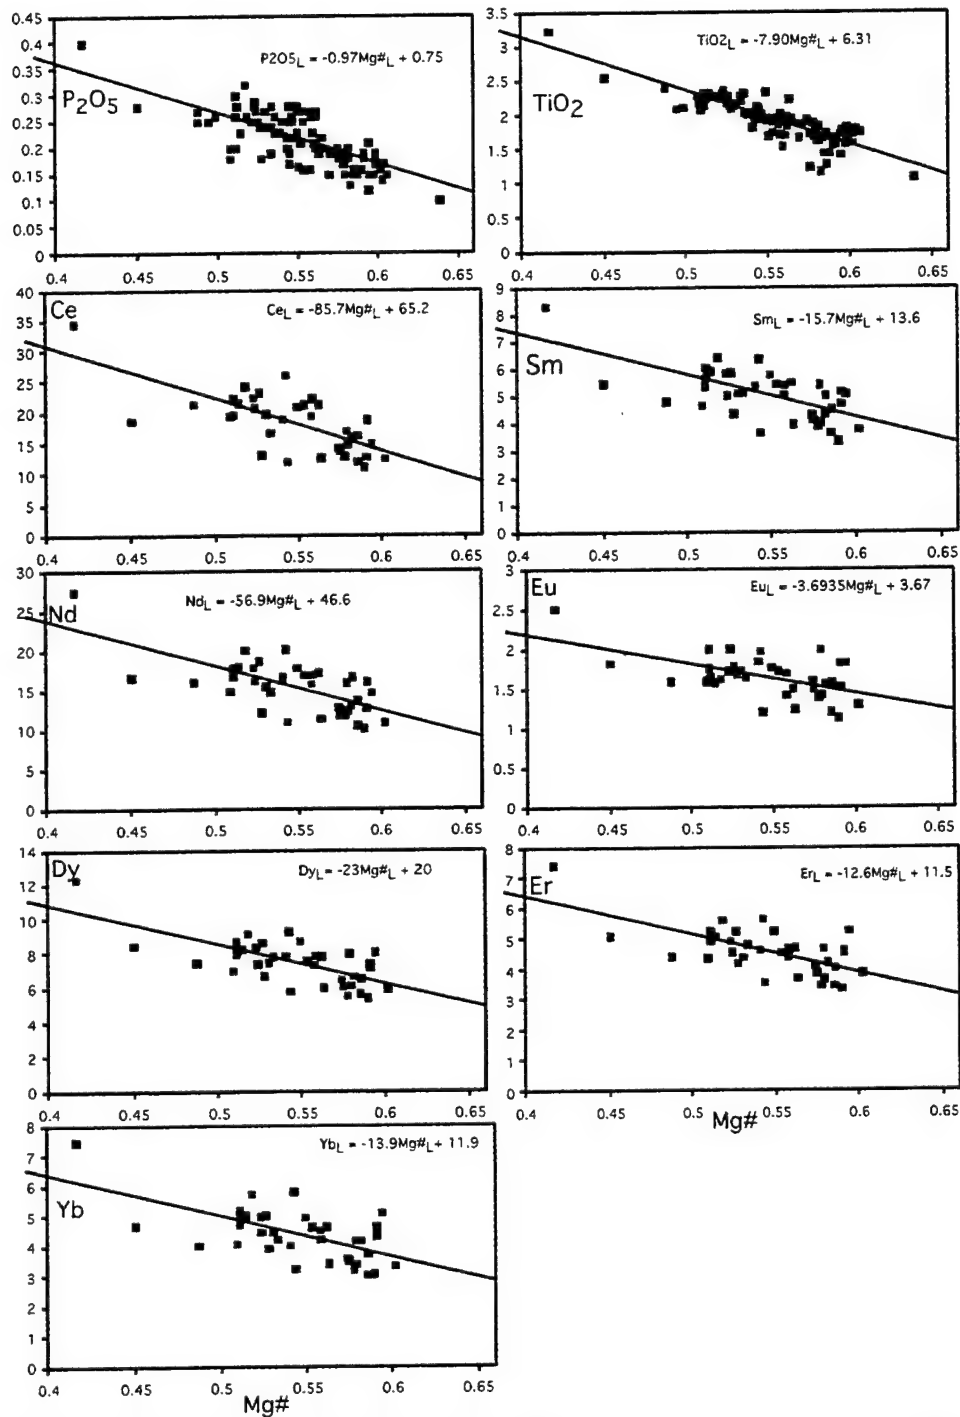 0.45
0.4
0.35
0.3
0.25
0.2
0.15
0.1
0.05
0
P2O5
P2O5L = -0.97Mg#L + 0.75
0.4 0.45 0.5 0.55 0.6 0.65
3.5
3
2.5
2
1.5
1
0.5
0
TiO2
TiO2L = -7.90Mg#L + 6.31
0.4 0.45 0.5 0.55 0.6 0.65
40
35
30
25
20
15
10
5
0
Ce
CeL = -85.7Mg#L + 65.2
0.4 0.45 0.5 0.55 0.6 0.65
9
8
7
6
5
4
3
2
1
0
Sm
SmL = -15.7Mg#L + 13.6
0.4 0.45 0.5 0.55 0.6 0.65
30
25
20
15
10
5
0
Nd
NdL = -56.9Mg#L + 46.6
0.4 0.45 0.5 0.55 0.6 0.65
3
2.5
2
1.5
1
0.5
0
Eu
EuL = -3.6935Mg#L + 3.67
0.4 0.45 0.5 0.55 0.6 0.65
14
12
10
8
6
4
2
0
Dy
DyL = -23Mg#L + 20
0.4 0.45 0.5 0.55 0.6 0.65
8
7
6
5
4
3
2
1
0
Er
ErL = -12.6Mg#L + 11.5
0.4 0.45 0.5 0.55 0.6 0.65
Mg#
8
7
6
5
4
3
2
1
0
Yb
YbL = -13.9Mg#L+ 11.9
0.4 0.45 0.5 0.55 0.6 0.65
Mg#